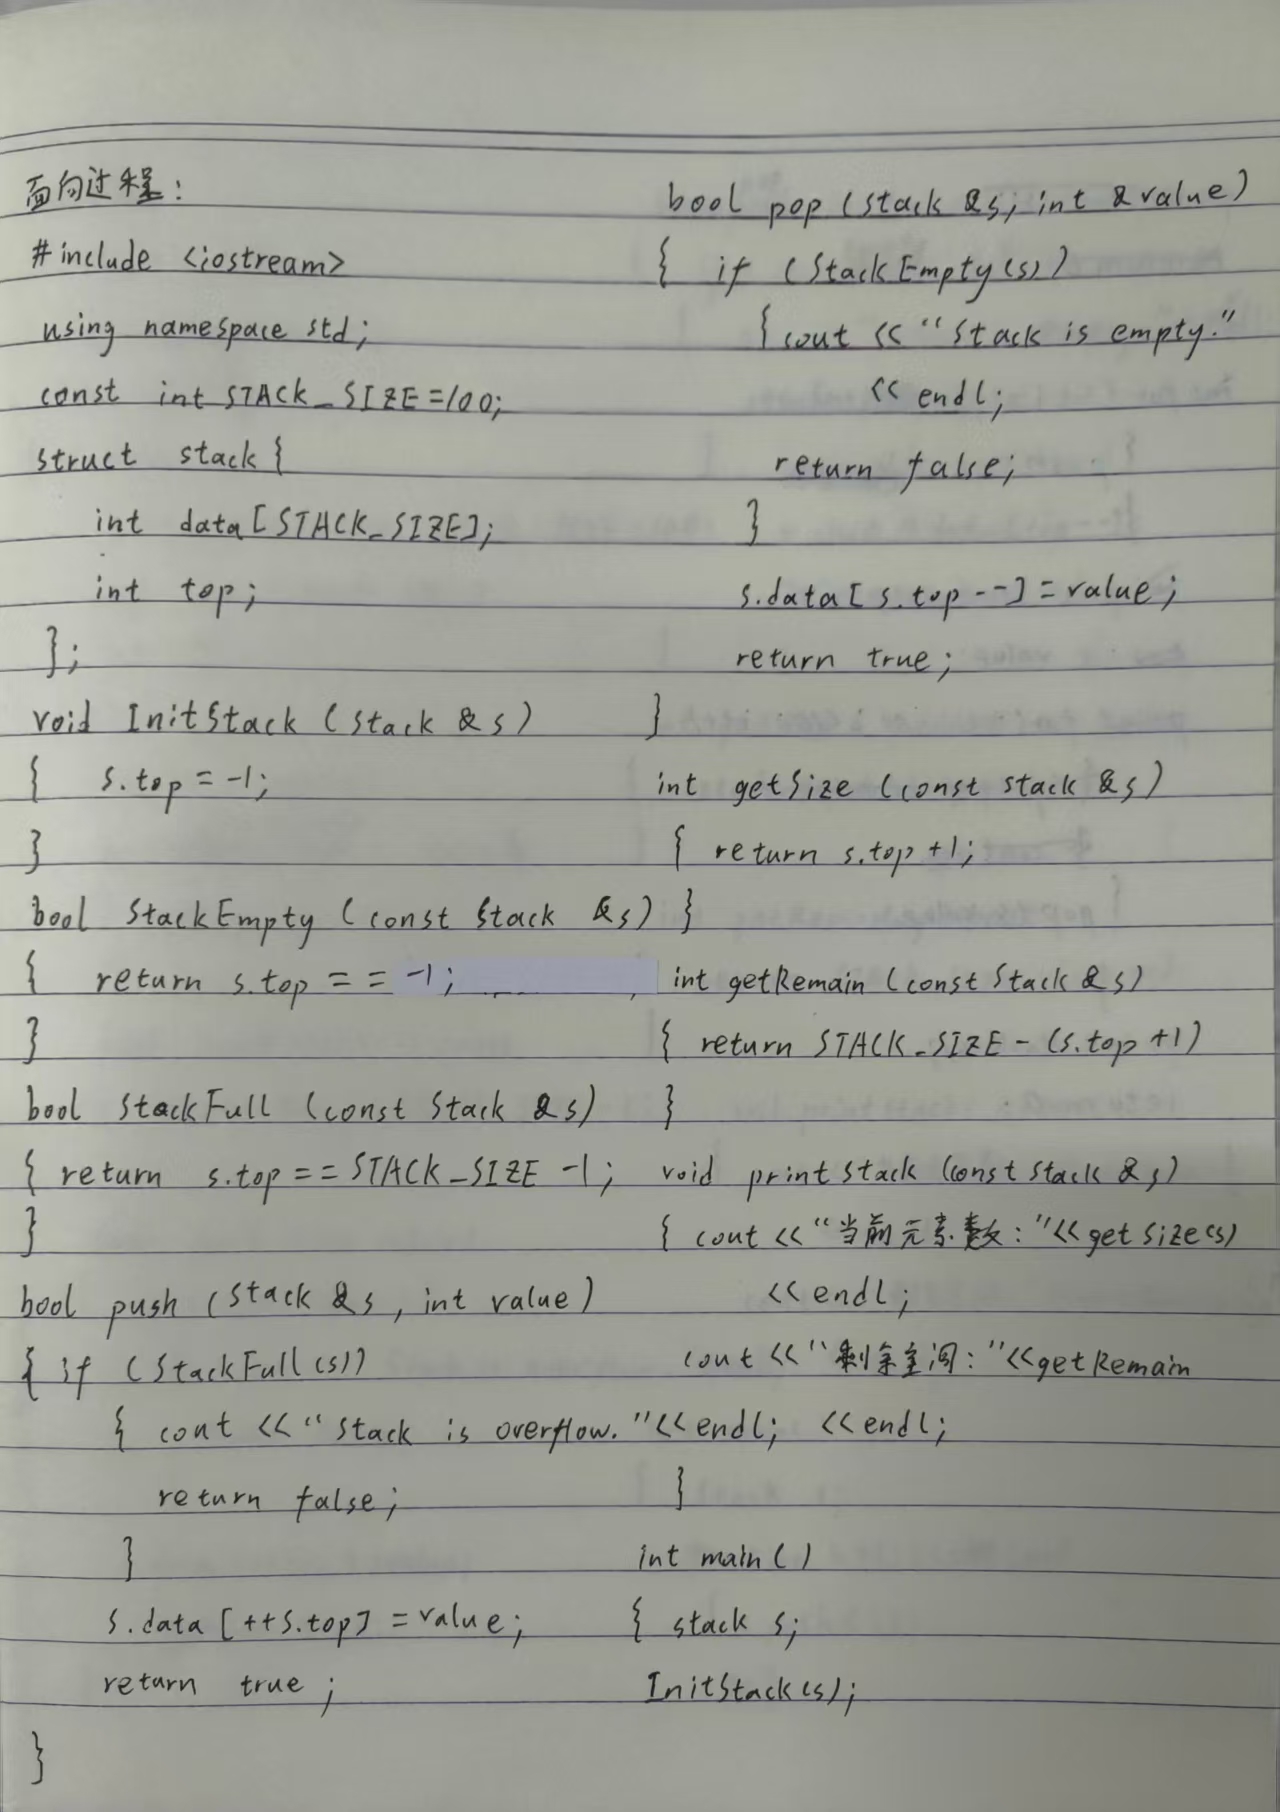 面向过程:
#include <iostream>
using namespace std;
const int STACK_SIZE=100;
struct stack{
int data[STACK_SIZE];
int top;
};
void InitStack (stack &s)
{ s.top = -1;
}
bool StackEmpty (const stack &s)
{ return s.top == -1;
}
bool StackFull (const stack &s)
{ return s.top == STACK_SIZE -1;
}
bool push (stack &s, int value)
{ if (StackFull(s))
{ cout << "stack is overflow."<<endl;
return false;
}
s.data [++s.top] = value;
return true;
}
bool pop (stack &s, int &value)
{ if (StackEmpty(s))
{ cout << "stack is empty."
<< endl;
return false;
}
s.data[s.top--] = value;
return true;
}
int getSize (const stack &s)
{ return s.top+1;
}
int getRemain (const stack &s)
{ return STACK_SIZE - (s.top +1)
}
void printstack (const stack &s)
{ cout << "当前元素数:"<<getSize(s)
<<endl;
cout << "剩余空间:"<<getRemain
<<endl;
}
int main()
{ stack s;
InitStack(s);